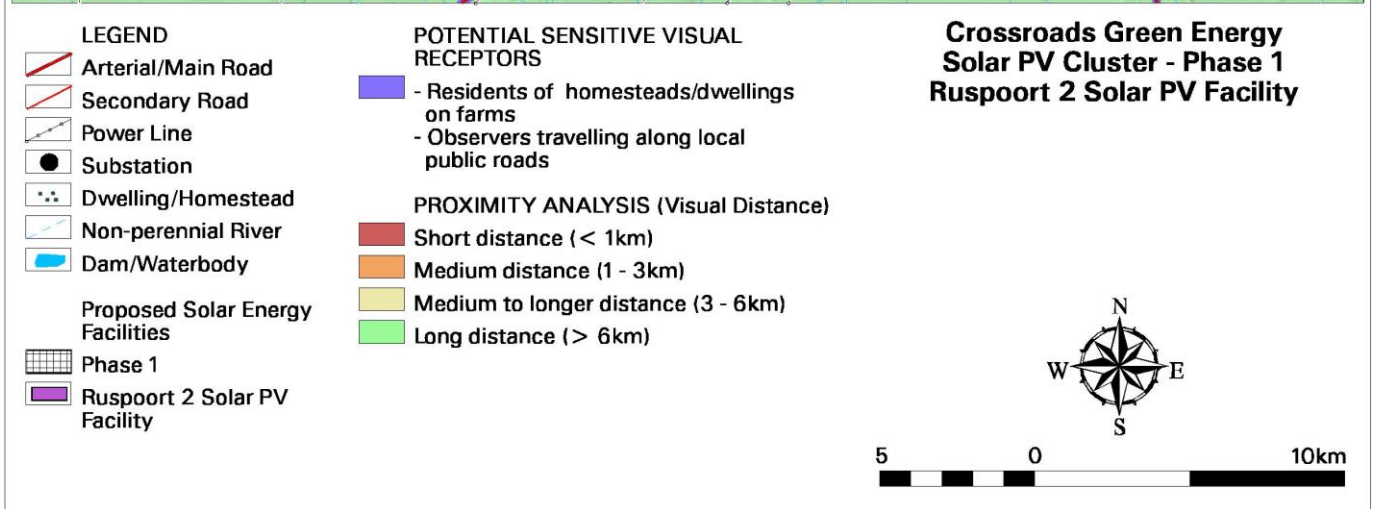 LEGEND
Arterial/Main Road
Secondary Road
Power Line
Substation
Dwelling/Homestead
Non-perennial River
Dam/Waterbody
Proposed Solar Energy
Facilities
Phase 1
Ruspoort 2 Solar PV
Facility
POTENTIAL SENSITIVE VISUAL
RECEPTORS
- Residents of homesteads/dwellings
on farms
- Observers travelling along local
public roads
PROXIMITY ANALYSIS (Visual Distance)
Short distance (< 1km)
Medium distance (1 - 3km)
Medium to longer distance (3 - 6km)
Long distance (> 6km)
Crossroads Green Energy
Solar PV Cluster - Phase 1
Ruspoort 2 Solar PV Facility
N
W E
S
5 0 10km